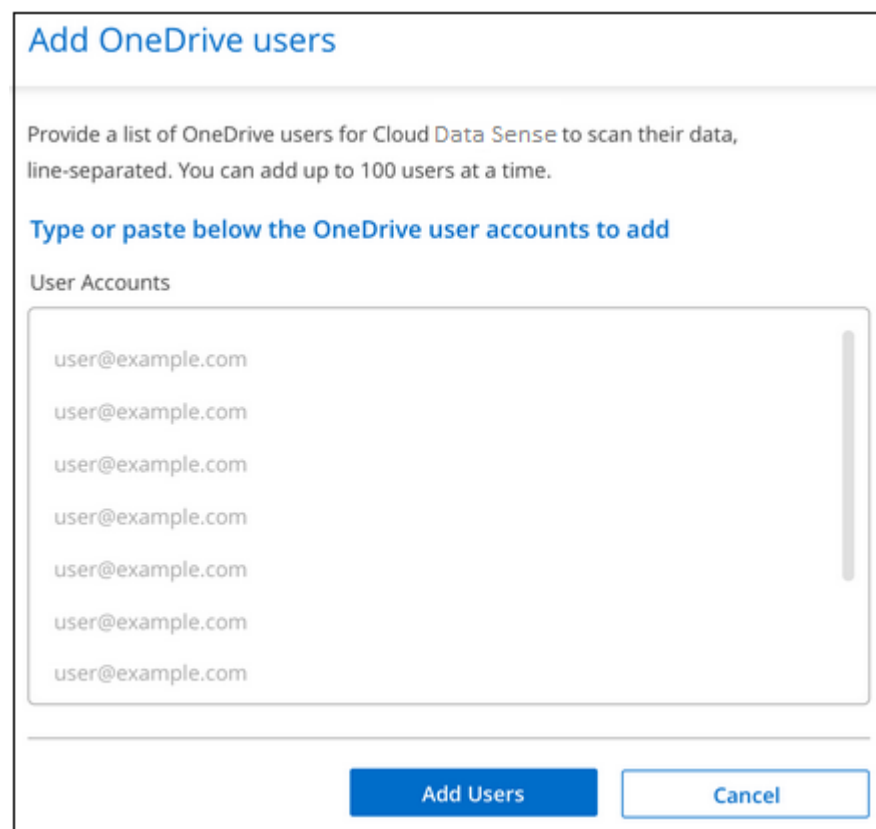 Add OneDrive users
Provide a list of OneDrive users for Cloud Data Sense to scan their data,
line-separated. You can add up to 100 users at a time.
Type or paste below the OneDrive user accounts to add
User Accounts
user@example.com
user@example.com
user@example.com
user@example.com
user@example.com
user@example.com
user@example.com
Add Users
Cancel